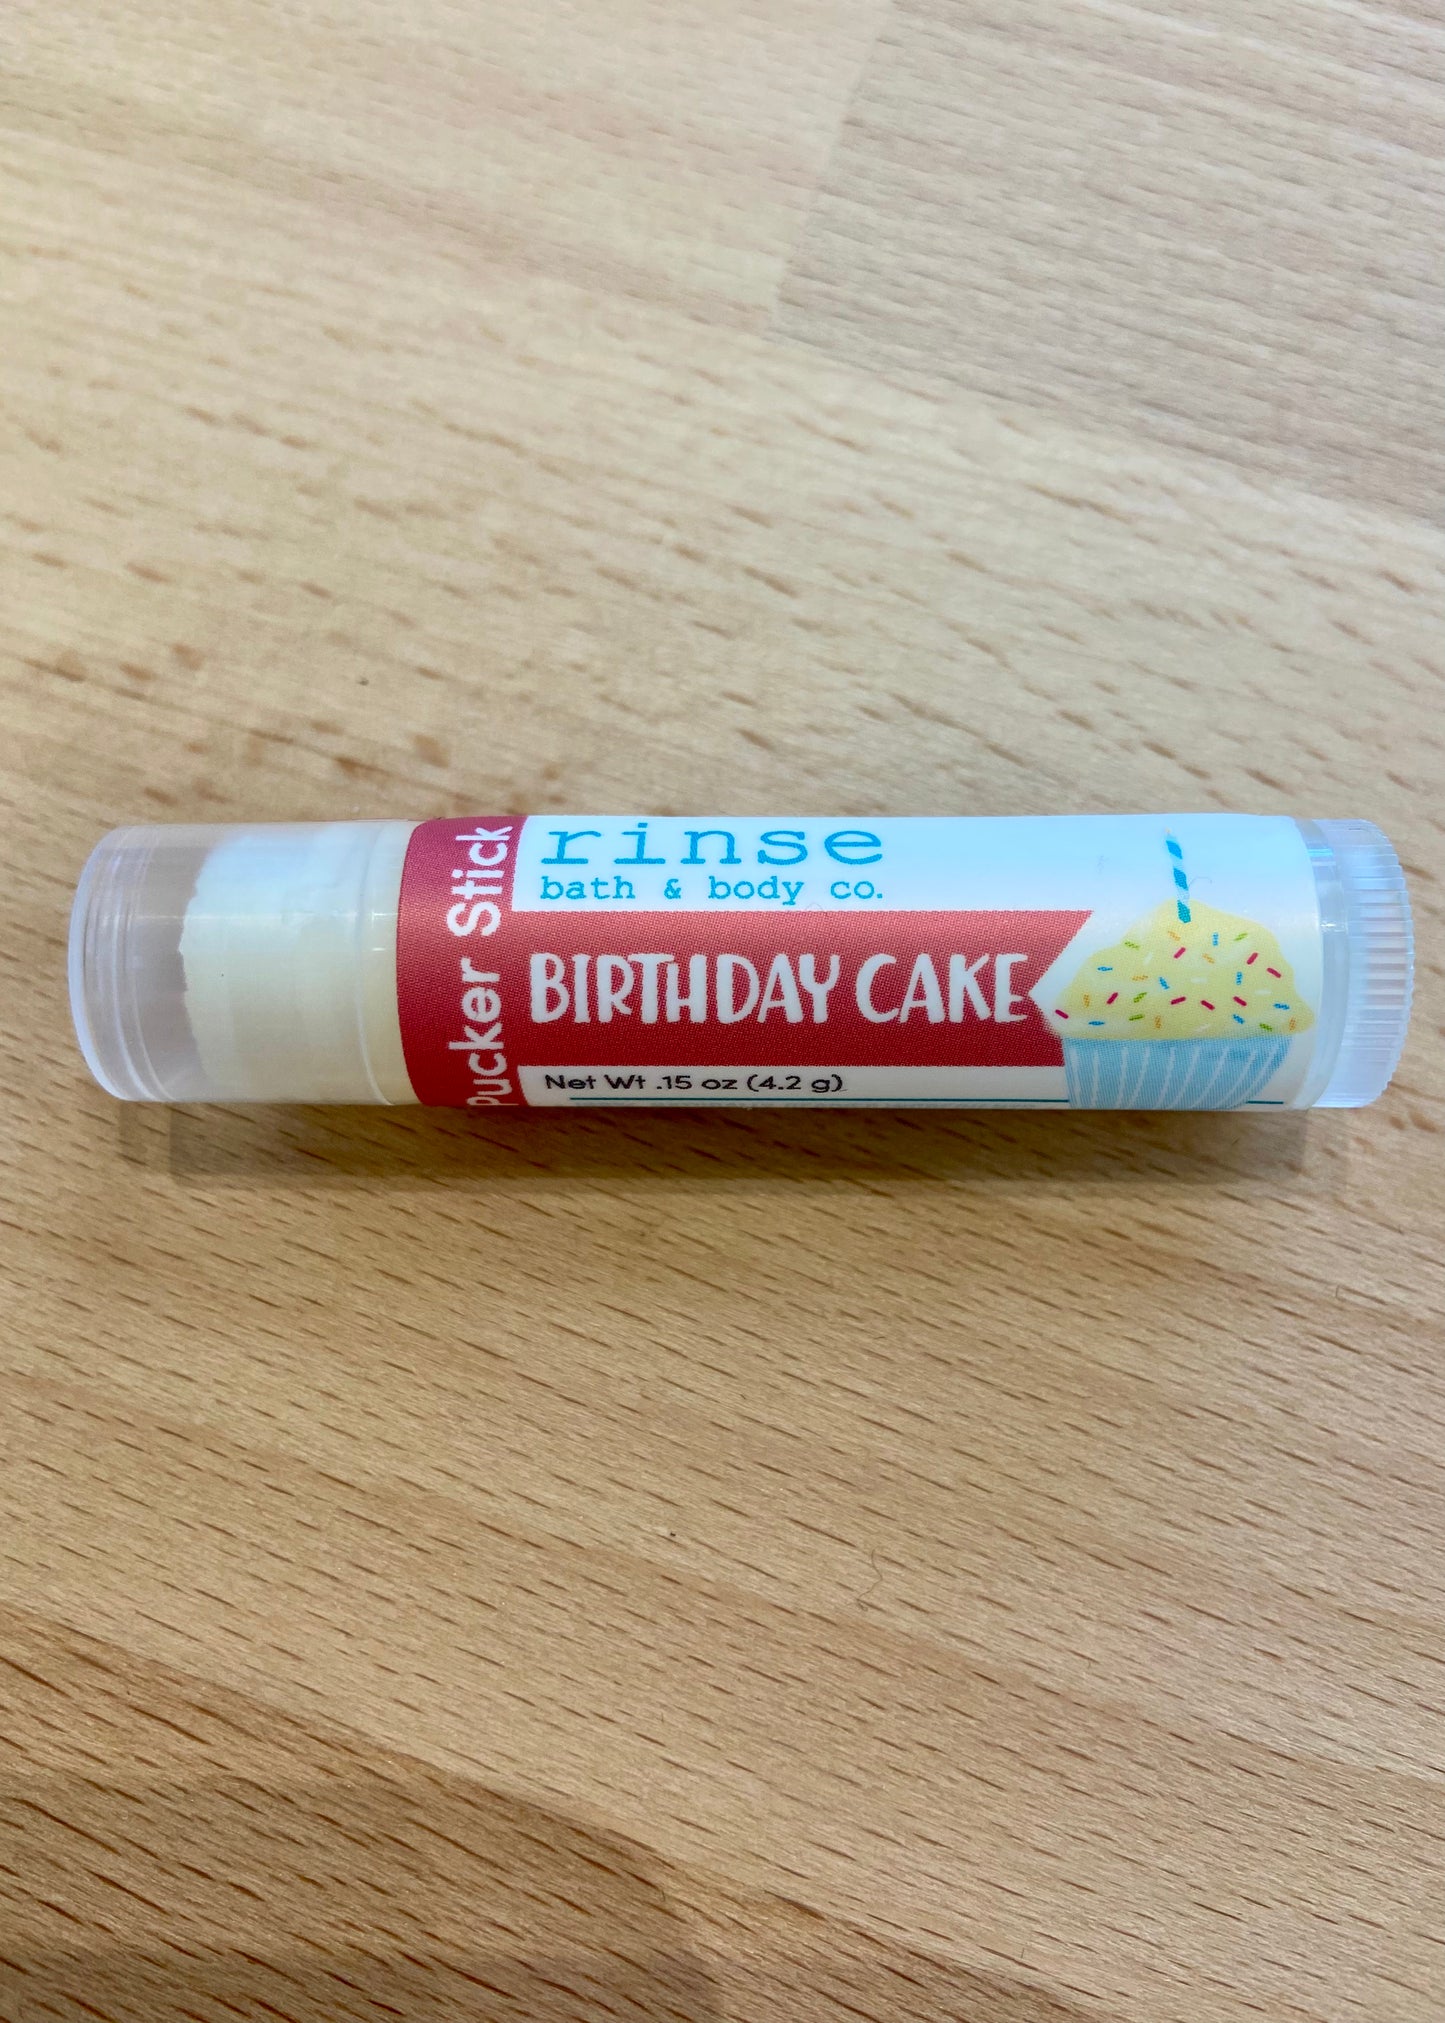 Pucker Stick
rinse
bath & body co.
BIRTHDAY CAKE
Net Wt .15 oz (4.2 g)